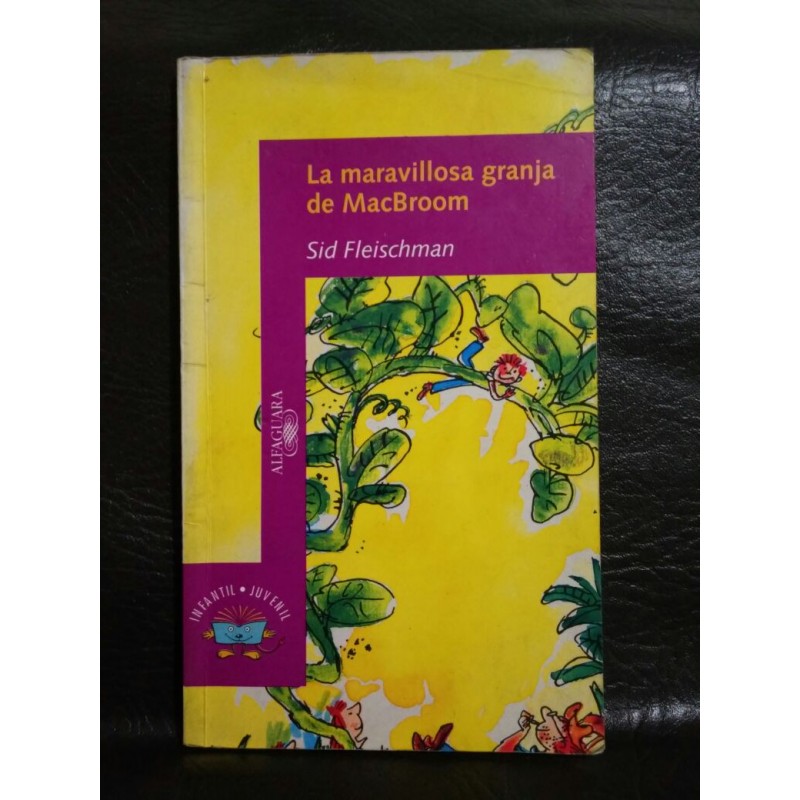 La maravillosa granja
de MacBroom
Sid Fleischman
ALFAGUARA
INFANTIL • JUVENIL